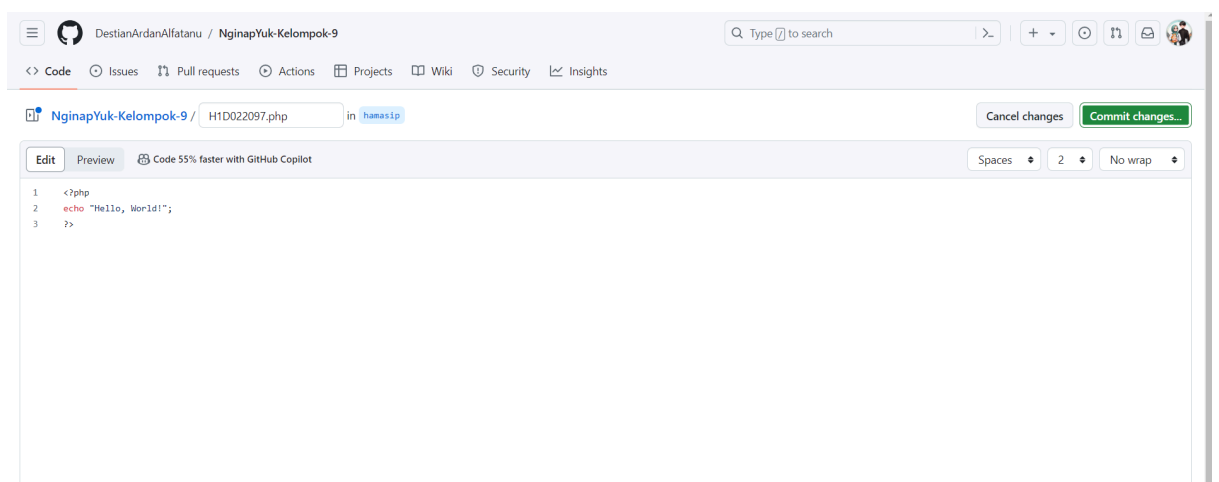 DestianArdanAlfatanu / NginapYuk-Kelompok-9 Type / to search
<> Code Issues Pull requests Actions Projects Wiki Security Insights
NginapYuk-Kelompok-9 / H1D022097.php in hamasip Cancel changes Commit changes...
Edit Preview Code 55% faster with GitHub Copilot Spaces 2 No wrap
1 <?php
2 echo "Hello, World!";
3 ?>